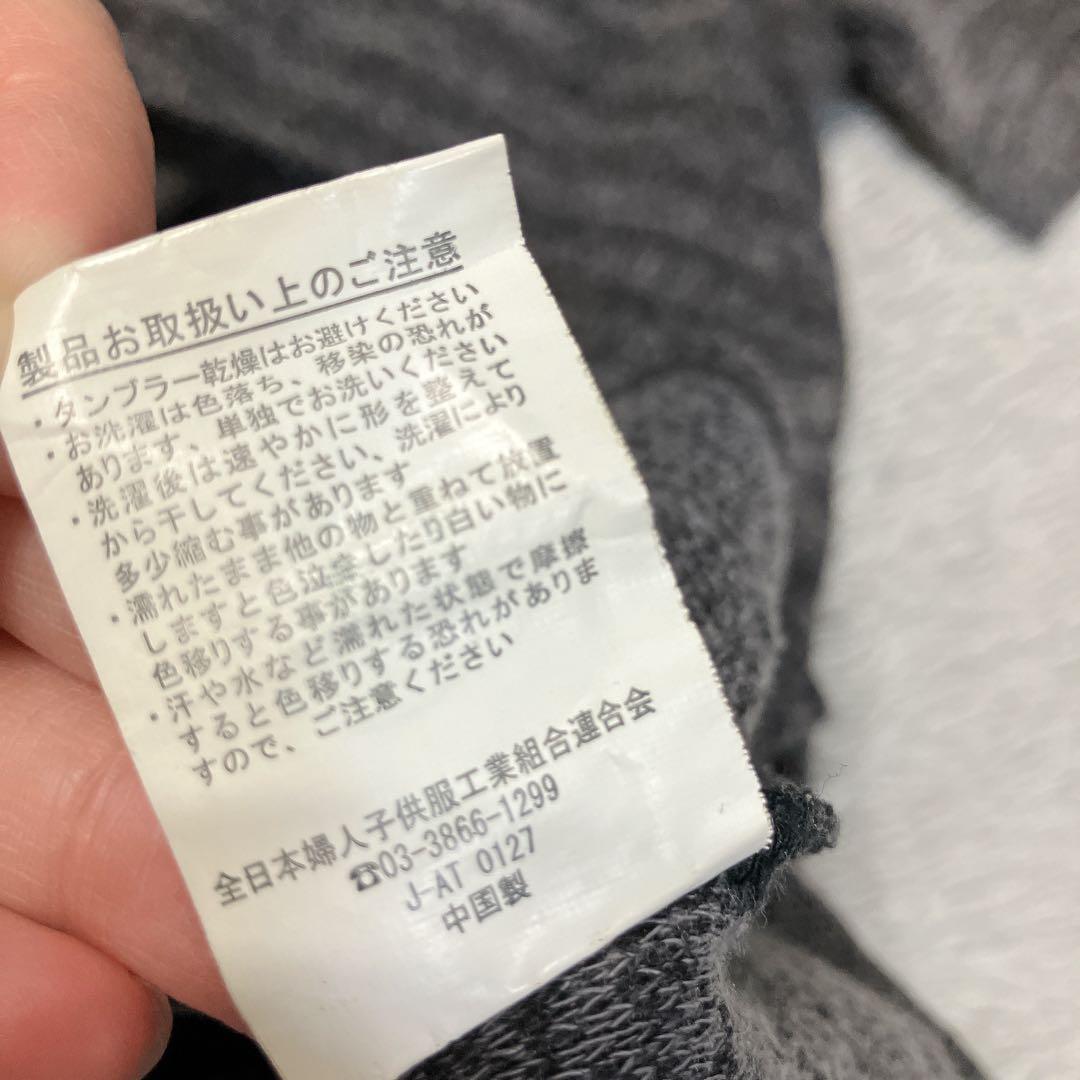 製品お取扱い上のご注意
・タンブラー乾燥はお避けください
・お洗濯は色落ち、移染の恐れが
あります、単独でお洗いください
・洗濯後は速やかに形を整えて
から干してください、洗濯により
多少縮む事があります
・濡れたまま他の物と重ねて放置
しますと色泣きしたり白い物に
色移りする事があります
・汗や水など濡れた状態で摩擦
すると色移りする恐れがありま
すので、ご注意ください
全日本婦人子供服工業組合連合会
☎03-3866-1299
J-AT 0127
中国製